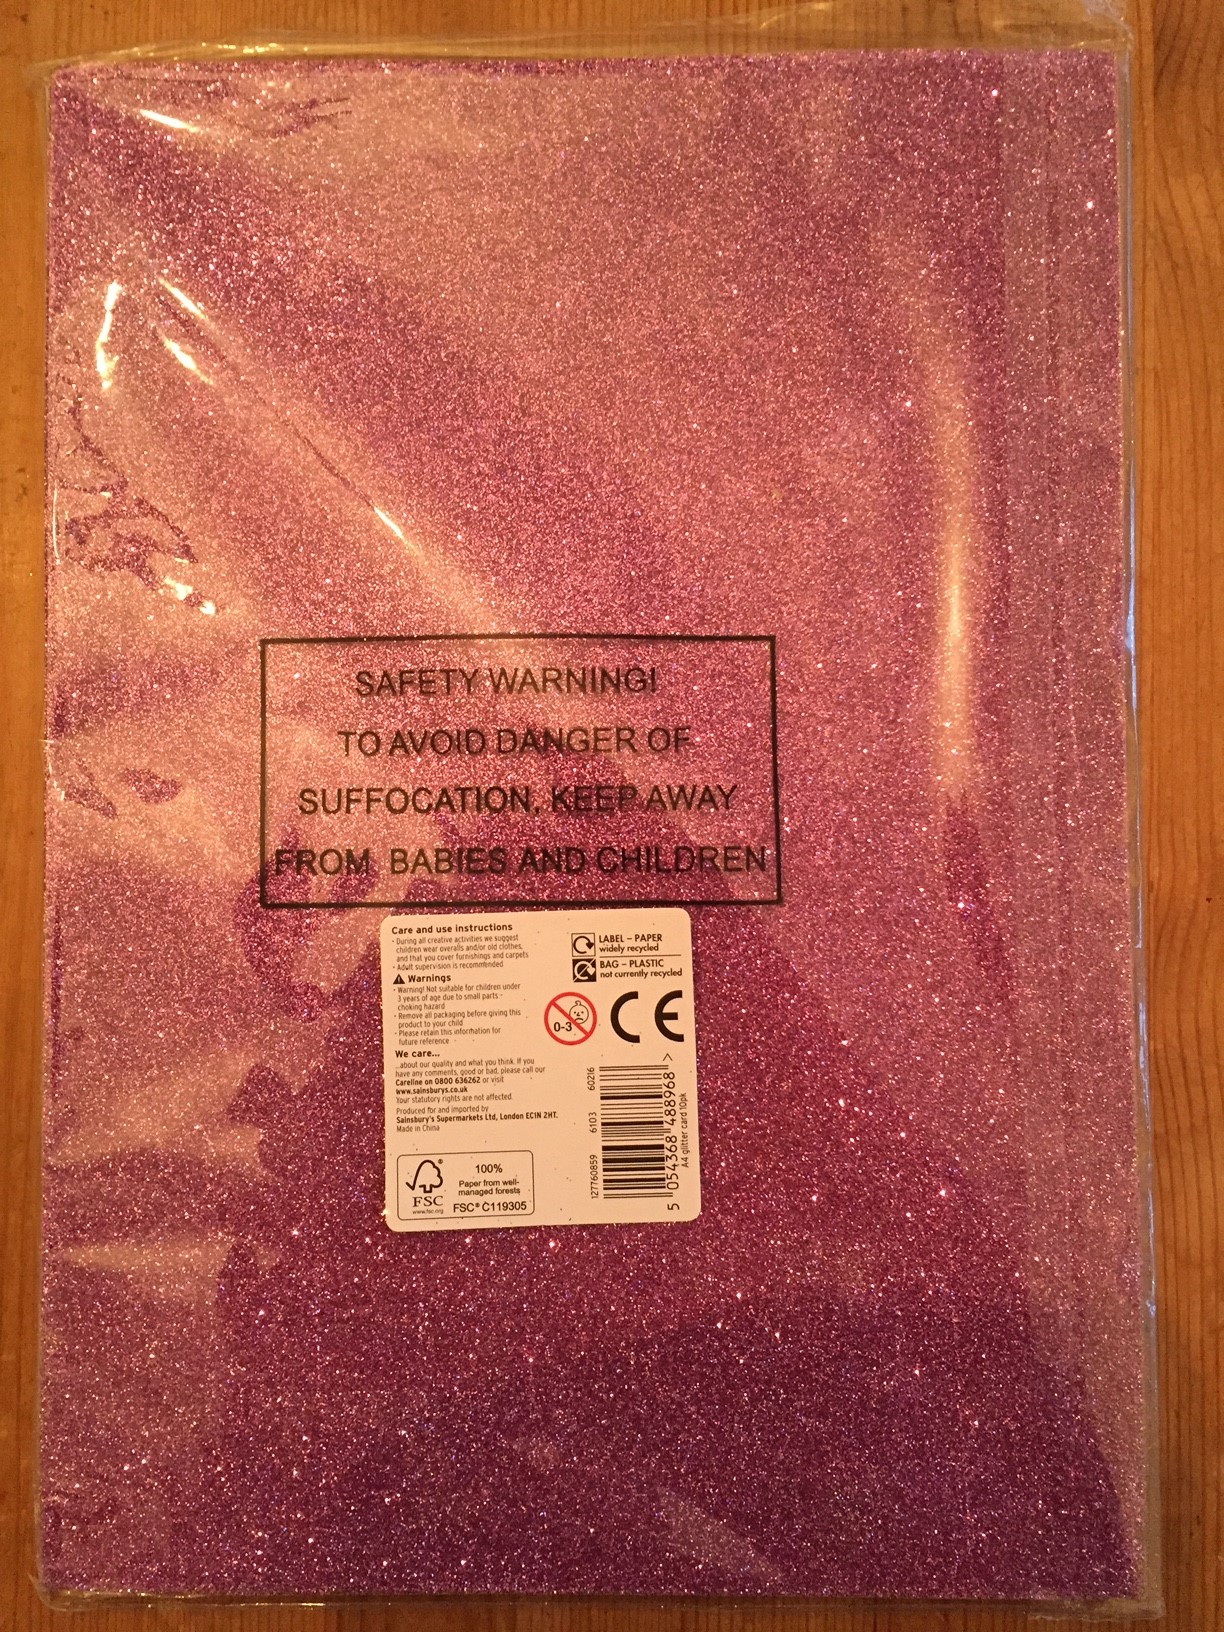 SAFETY WARNING!
TO AVOID DANGER OF
SUFFOCATION, KEEP AWAY
FROM BABIES AND CHILDREN
Care and use instructions
• During all creative activities we suggest
children wear overalls and/or old clothes,
and that you cover furnishings and carpets
• Adult supervision is recommended
Warnings
• Warning! Not suitable for children under
3 years of age due to small parts -
choking hazard
• Remove all packaging before giving this
product to your child
• Please retain this information for
future reference
We care...
...about our quality and what you think. If you
have any comments, good or bad, please call our
Careline on 0800 636262 or visit
www.sainsburys.co.uk
Your statutory rights are not affected.
Produced for and imported by
Sainsbury's Supermarkets Ltd, London EC1N 2HT.
Made in China
FSC®
www.fsc.org
100%
Paper from well-
managed forests
FSC® C119305
LABEL – PAPER
widely recycled
BAG – PLASTIC
not currently recycled
0-3
CE
127760859 6103 60216
5 054368 488968 >
A4 glitter card 10pk